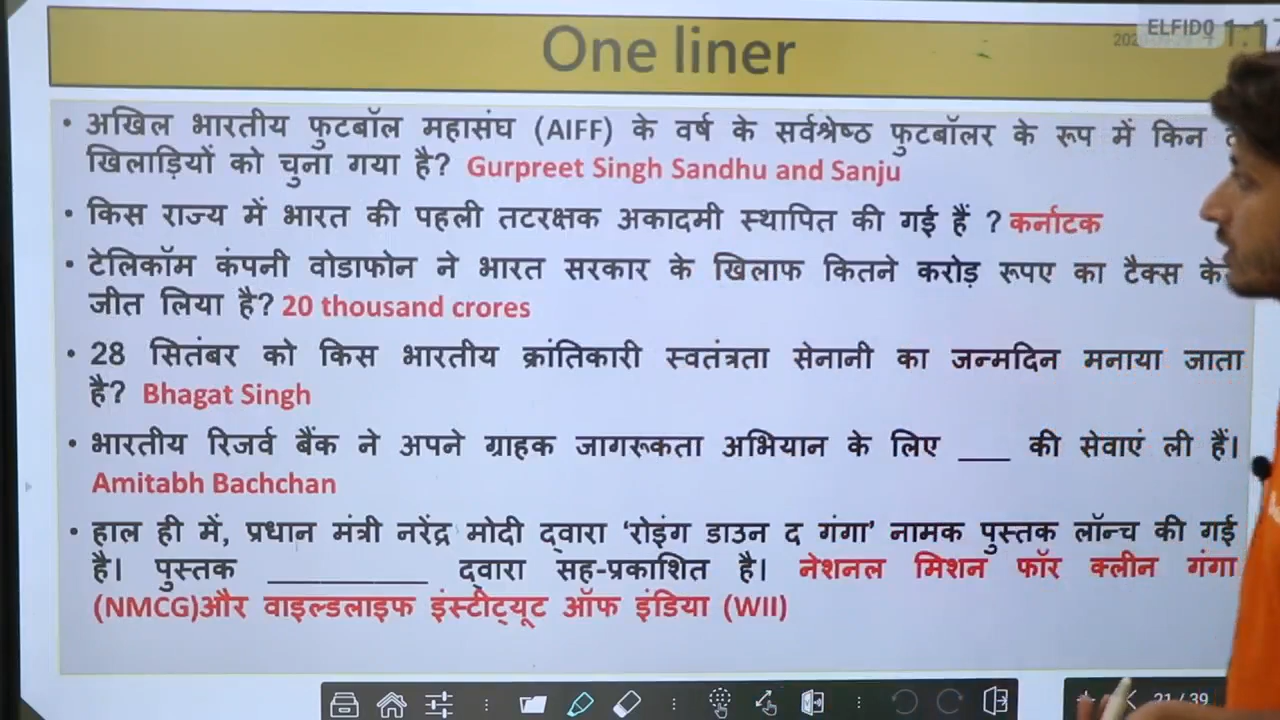 ELFIDO
One liner
• अखिल भारतीय फुटबॉल महासंघ (AIFF) के वर्ष के सर्वश्रेष्ठ फुटबॉलर के रूप में किन
खिलाड़ियों को चुना गया है? Gurpreet Singh Sandhu and Sanju
• किस राज्य में भारत की पहली तटरक्षक अकादमी स्थापित की गई हैं ? कर्नाटक
• टेलिकॉम कंपनी वोडाफोन ने भारत सरकार के खिलाफ कितने करोड़ रूपए का टैक्स
जीत लिया है? 20 thousand crores
• 28 सितंबर को किस भारतीय क्रांतिकारी स्वतंत्रता सेनानी का जन्मदिन मनाया जाता
है? Bhagat Singh
• भारतीय रिजर्व बैंक ने अपने ग्राहक जागरूकता अभियान के लिए ___ की सेवाएं ली हैं।
Amitabh Bachchan
• हाल ही में, प्रधान मंत्री नरेंद्र मोदी द्वारा ‘रोइंग डाउन द गंगा’ नामक पुस्तक लॉन्च की गई
है। पुस्तक __________ द्वारा सह-प्रकाशित है। नेशनल मिशन फॉर क्लीन गंगा
(NMCG)और वाइल्डलाइफ इंस्टीट्यूट ऑफ इंडिया (WII)
21 / 39